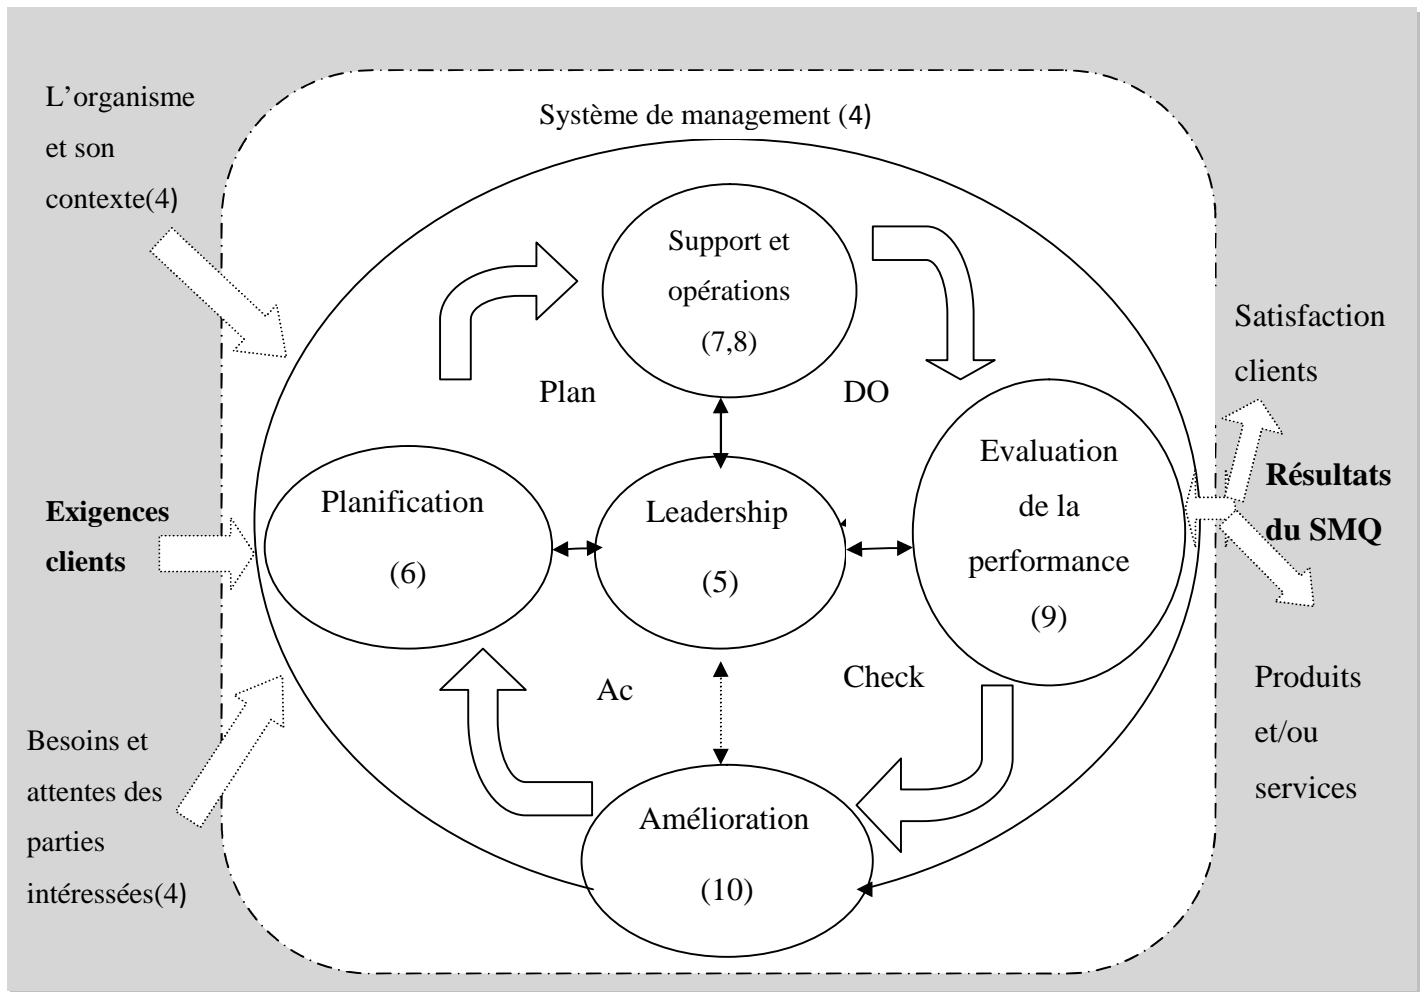 L'organisme
et son
contexte(4)
Système de management (4)
Support et
opérations
(7,8)
Plan
DO
Satisfaction
clients
Exigences
clients
Planification
(6)
Leadership
(5)
Evaluation
de la
performance
(9)
Résultats
du SMQ
Ac
Check
Besoins et
attentes des
parties
intéressées(4)
Amélioration
(10)
Produits
et/ou
services